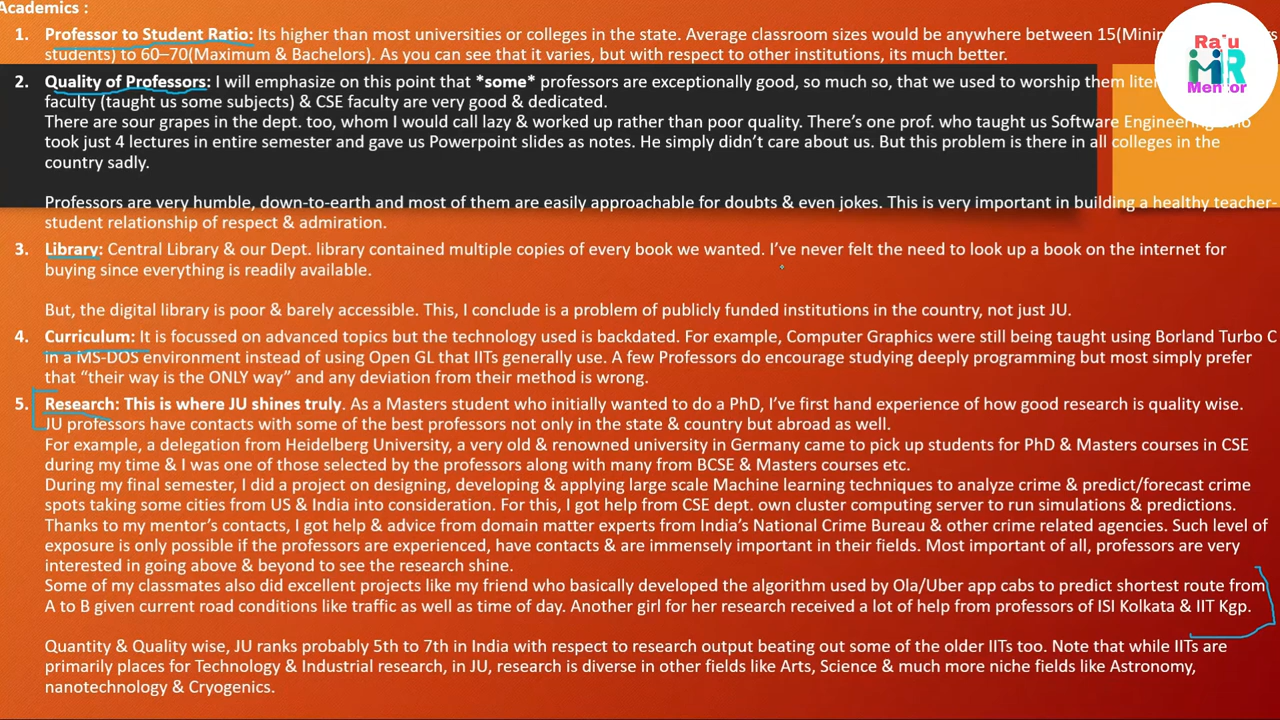 Academics :
1. Professor to Student Ratio: Its higher than most universities or colleges in the state. Average classroom sizes would be anywhere between
students) to 60–70(Maximum & Bachelors). As you can see that it varies, but with respect to other institutions, its much better.
2. Quality of Professors: I will emphasize on this point that *some* professors are exceptionally good, so much so, that we used to worship them
faculty (taught us some subjects) & CSE faculty are very good & dedicated.
There are sour grapes in the dept. too, whom I would call lazy & worked up rather than poor quality. There’s one prof. who taught us Software
took just 4 lectures in entire semester and gave us Powerpoint slides as notes. He simply didn’t care about us. But this problem is there in all colleges in the
country sadly.
Professors are very humble, down-to-earth and most of them are easily approachable for doubts & even jokes. This is very important in building a healthy teacher-
student relationship of respect & admiration.
3. Library: Central Library & our Dept. library contained multiple copies of every book we wanted. I’ve never felt the need to look up a book on the internet for
buying since everything is readily available.
But, the digital library is poor & barely accessible. This, I conclude is a problem of publicly funded institutions in the country, not just JU.
4. Curriculum: It is focussed on advanced topics but the technology used is backdated. For example, Computer Graphics were still being taught using Borland Turbo C
in MS-DOS environment instead of using Open GL that IITs generally use. A few Professors do encourage studying deeply programming but most simply prefer
that “their way is the ONLY way” and any deviation from their method is wrong.
5. Research: This is where JU shines truly. As a Masters student who initially wanted to do a PhD, I’ve first hand experience of how good research is quality wise.
JU professors have contacts with some of the best professors not only in the state & country but abroad as well.
For example, a delegation from Heidelberg University, a very old & renowned university in Germany came to pick up students for PhD & Masters courses in CSE
during my time & I was one of those selected by the professors along with many from BCSE & Masters courses etc.
During my final semester, I did a project on designing, developing & applying large scale Machine learning techniques to analyze crime & predict/forecast crime
spots taking some cities from US & India into consideration. For this, I got help from CSE dept. own cluster computing server to run simulations & predictions.
Thanks to my mentor’s contacts, I got help & advice from domain matter experts from India’s National Crime Bureau & other crime related agencies. Such level of
exposure is only possible if the professors are experienced, have contacts & are immensely important in their fields. Most important of all, professors are very
interested in going above & beyond to see the research shine.
Some of my classmates also did excellent projects like my friend who basically developed the algorithm used by Ola/Uber app cabs to predict shortest route from
A to B given current road conditions like traffic as well as time of day. Another girl for her research received a lot of help from professors of ISI Kolkata & IIT Kgp.
Quantity & Quality wise, JU ranks probably 5th to 7th in India with respect to research output beating out some of the older IITs too. Note that while IITs are
primarily places for Technology & Industrial research, in JU, research is diverse in other fields like Arts, Science & much more niche fields like Astronomy,
nanotechnology & Cryogenics.
Raju
MR
Mentor